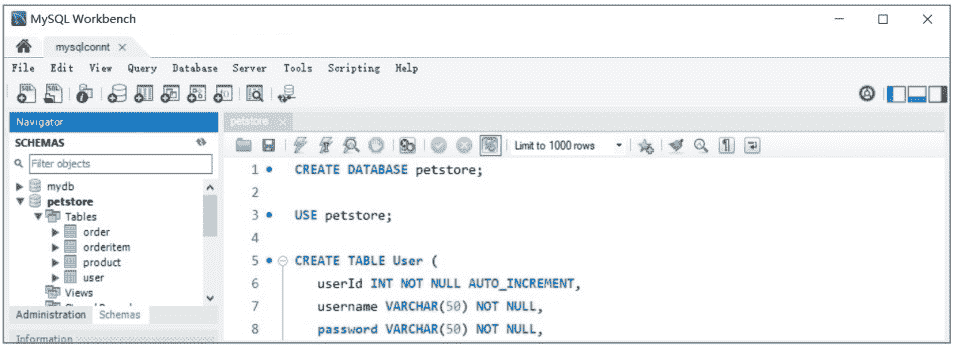 MySQL Workbench
mysqlconnt
File Edit View Query Database Server Tools Scripting Help
Navigator
SCHEMAS
Filter objects
mydb
petstore
Tables
order
orderitem
product
user
Views
Administration Schemas
Information
petstore
Limit to 1000 rows
1 CREATE DATABASE petstore;
2
3 USE petstore;
4
5 CREATE TABLE User (
6 userId INT NOT NULL AUTO_INCREMENT,
7 username VARCHAR(50) NOT NULL,
8 password VARCHAR(50) NOT NULL,